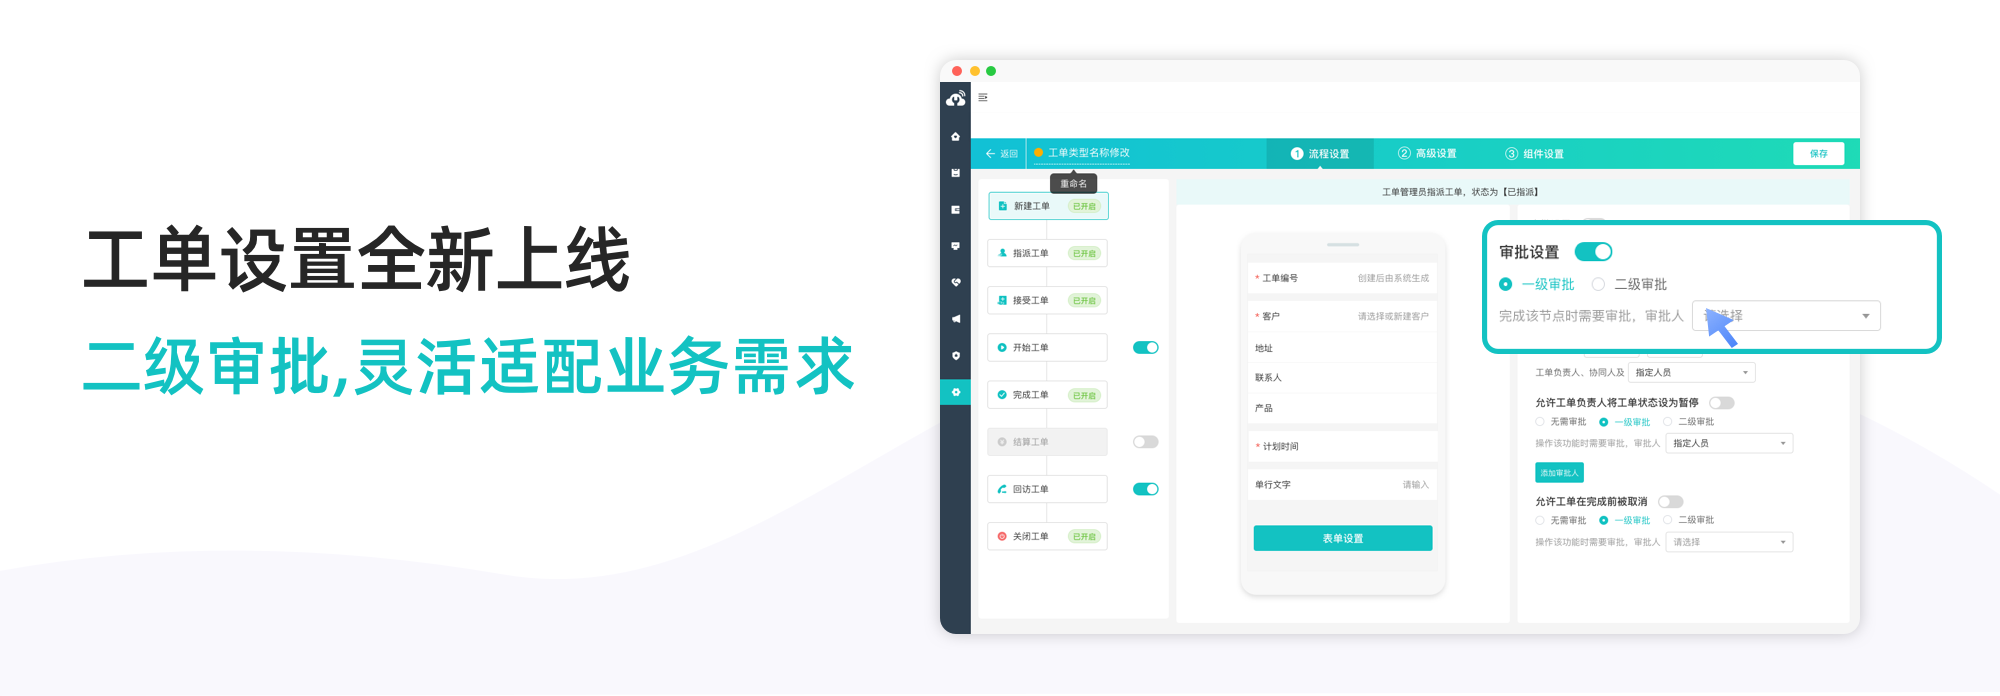 工单设置全新上线
二级审批,灵活适配业务需求
返回
工单类型名称修改
重命名
1 流程设置
2 高级设置
3 组件设置
保存
新建工单 已开启
指派工单 已开启
接受工单 已开启
开始工单
完成工单 已开启
结算工单
回访工单
关闭工单 已开启
工单管理员指派工单，状态为【已指派】
* 工单编号 创建后由系统生成
* 客户 请选择或新建客户
地址
联系人
产品
* 计划时间
单行文字 请输入
表单设置
审批设置
一级审批 二级审批
完成该节点时需要审批，审批人 选择
工单负责人、协同人及 指定人员
允许工单负责人将工单状态设为暂停
无需审批 一级审批 二级审批
操作该功能时需要审批，审批人 指定人员
添加审批人
允许工单在完成前被取消
无需审批 一级审批 二级审批
操作该功能时需要审批，审批人 请选择